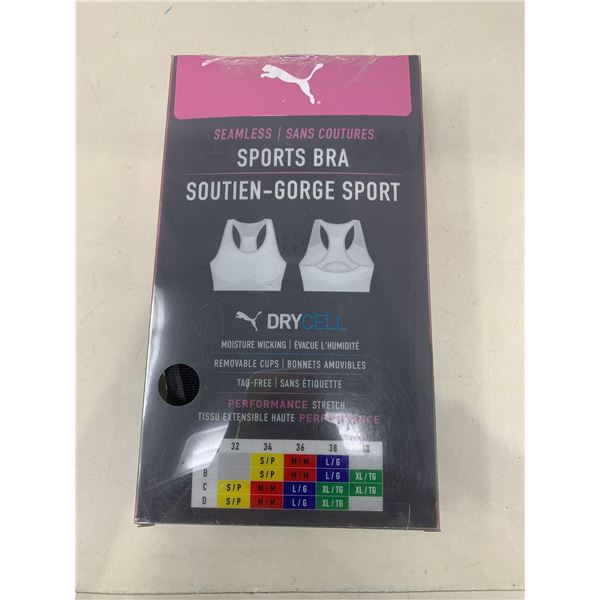 SEAMLESS | SANS COUTURES
SPORTS BRA
SOUTIEN-GORGE SPORT
DRYCELL
MOISTURE WICKING | ÉVACUE L'HUMIDITÉ
REMOVABLE CUPS | BONNETS AMOVIBLES
TAG-FREE | SANS ÉTIQUETTE
PERFORMANCE STRETCH
TISSU EXTENSIBLE HAUTE PERFORMANCE
32 34 36 38
S / P M / M L / G
B S / P M / M L / G XL / TG
C S / P M / M L / G XL / TG XL / TG
D S / P M / M L / G XL / TG